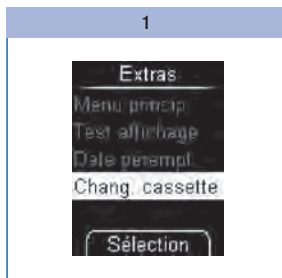 1
Extras
Menu princip.
Test affichage
Date pérempt.
Chang. cassette
Sélection